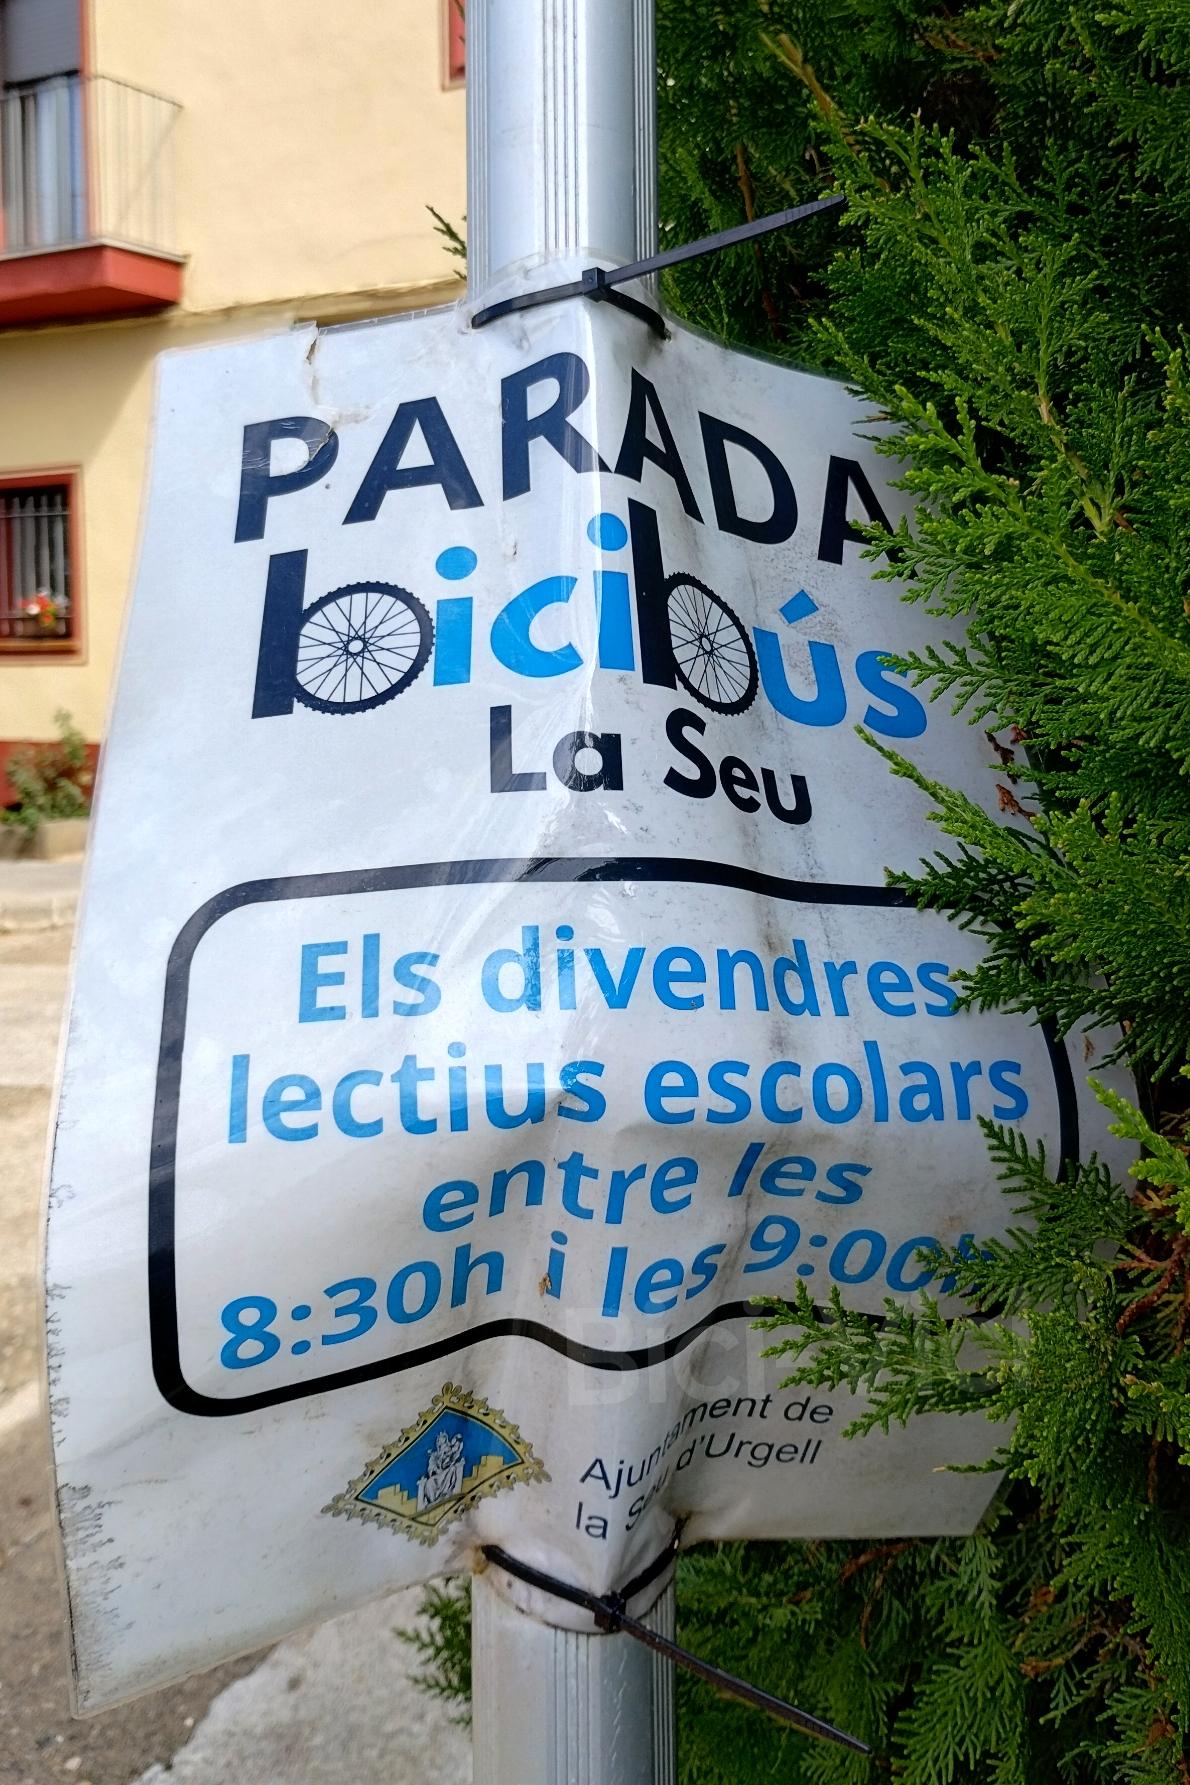 PARADA
bicibús
La Seu
Els divendres
lectius escolars
entre les
8:30h i les 9:00h
Ajuntament de
la Seu d'Urgell